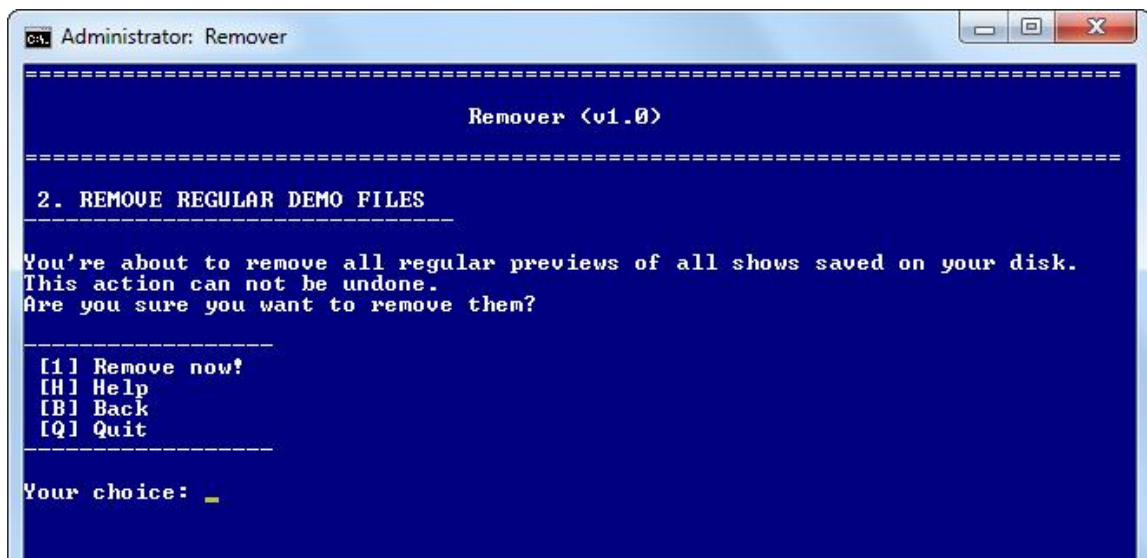 Administrator: Remover
================================================================================
Remover (v1.0)
================================================================================
2. REMOVE REGULAR DEMO FILES
-------------------------------
You're about to remove all regular previews of all shows saved on your disk.
This action can not be undone.
Are you sure you want to remove them?
------------------
[1] Remove now!
[H] Help
[B] Back
[Q] Quit
------------------
Your choice: _